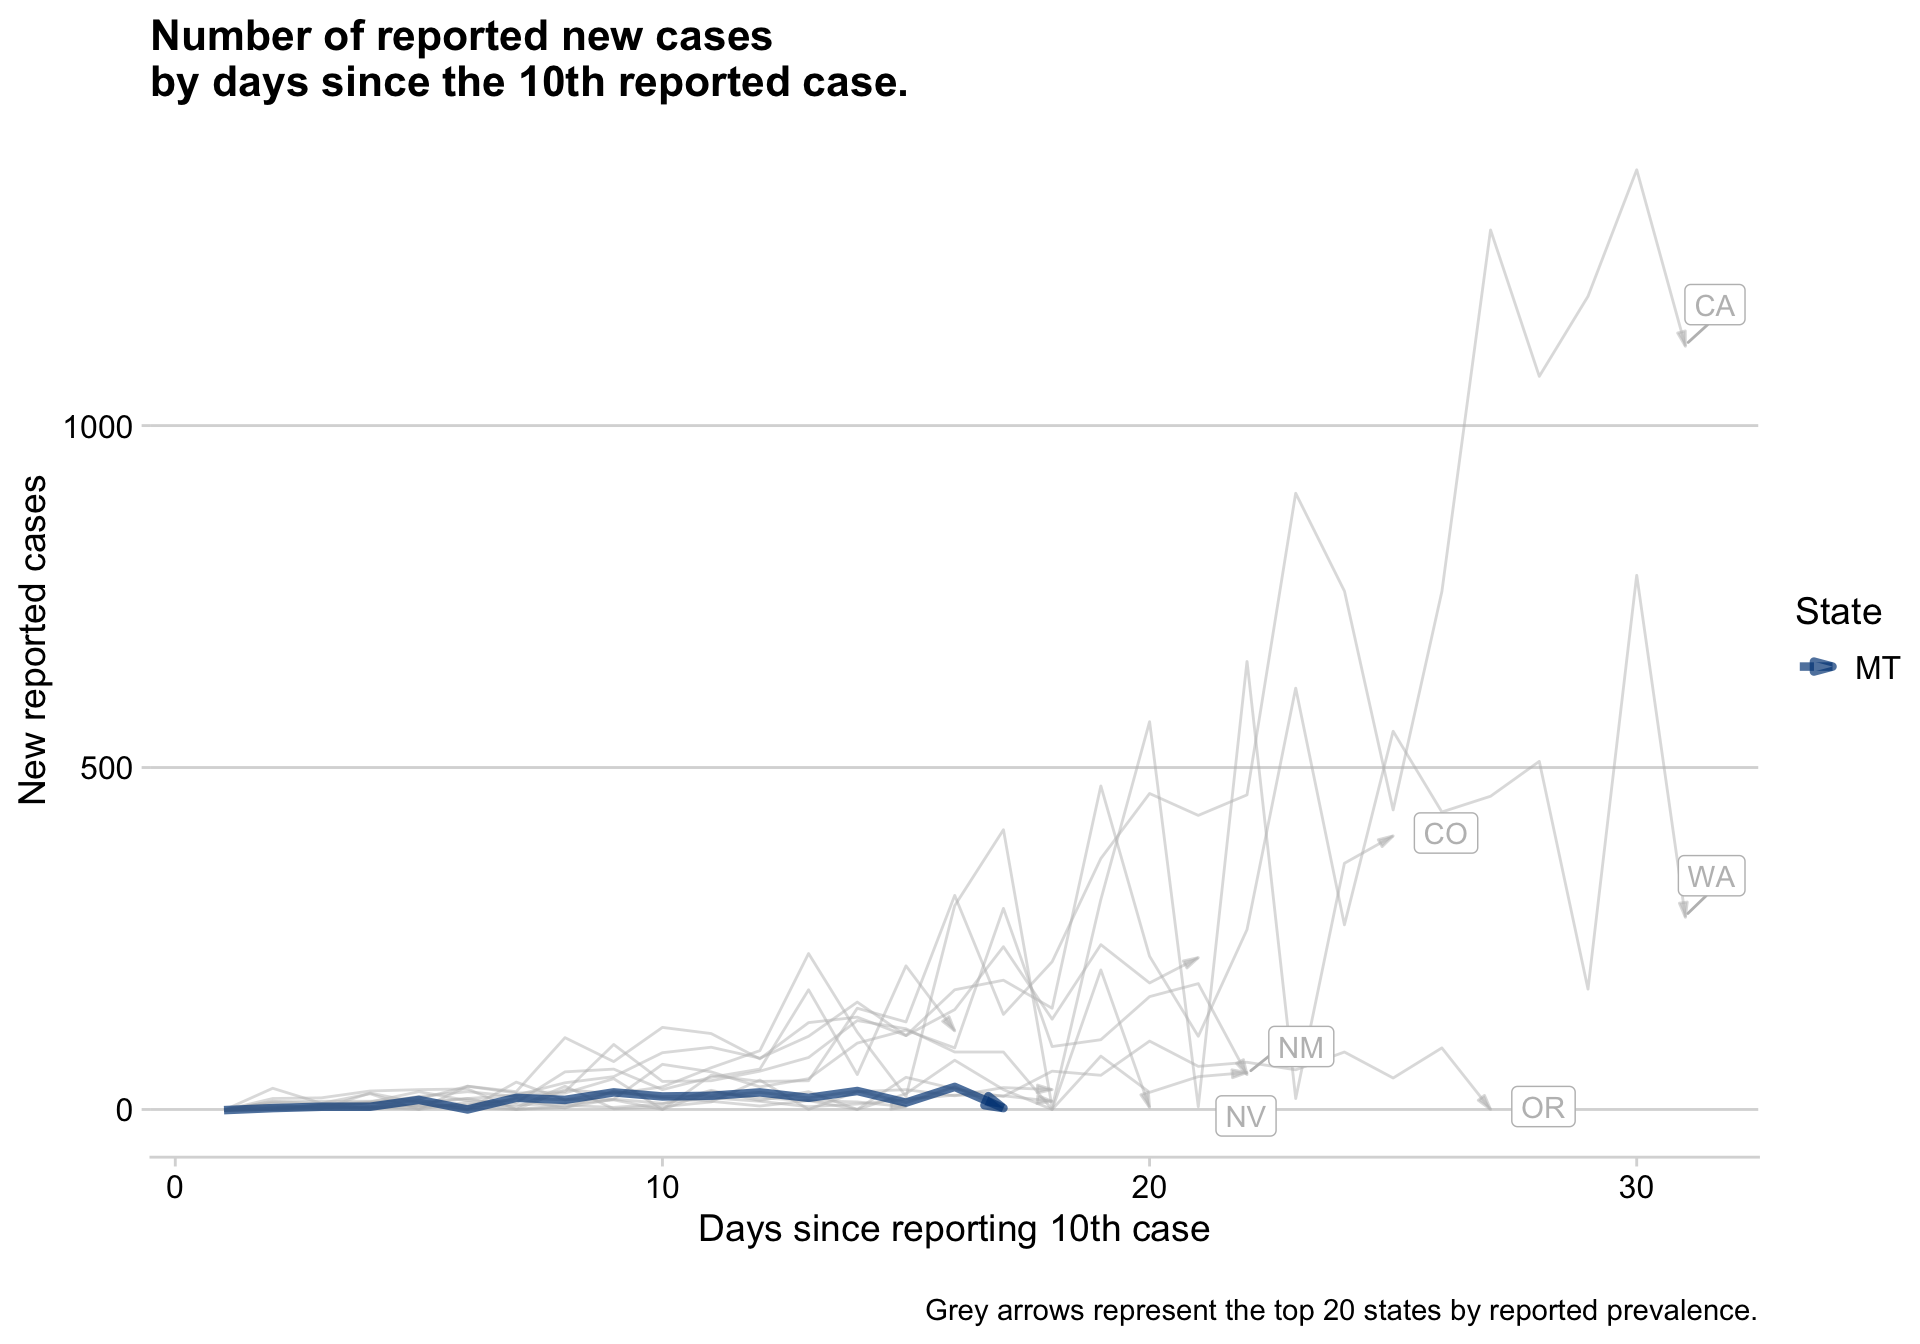 Number of reported new cases
by days since the 10th reported case.
New reported cases
1000
500
0
CA
CO
WA
NM
NV
OR
0
10
20
30
Days since reporting 10th case
State
MT
Grey arrows represent the top 20 states by reported prevalence.